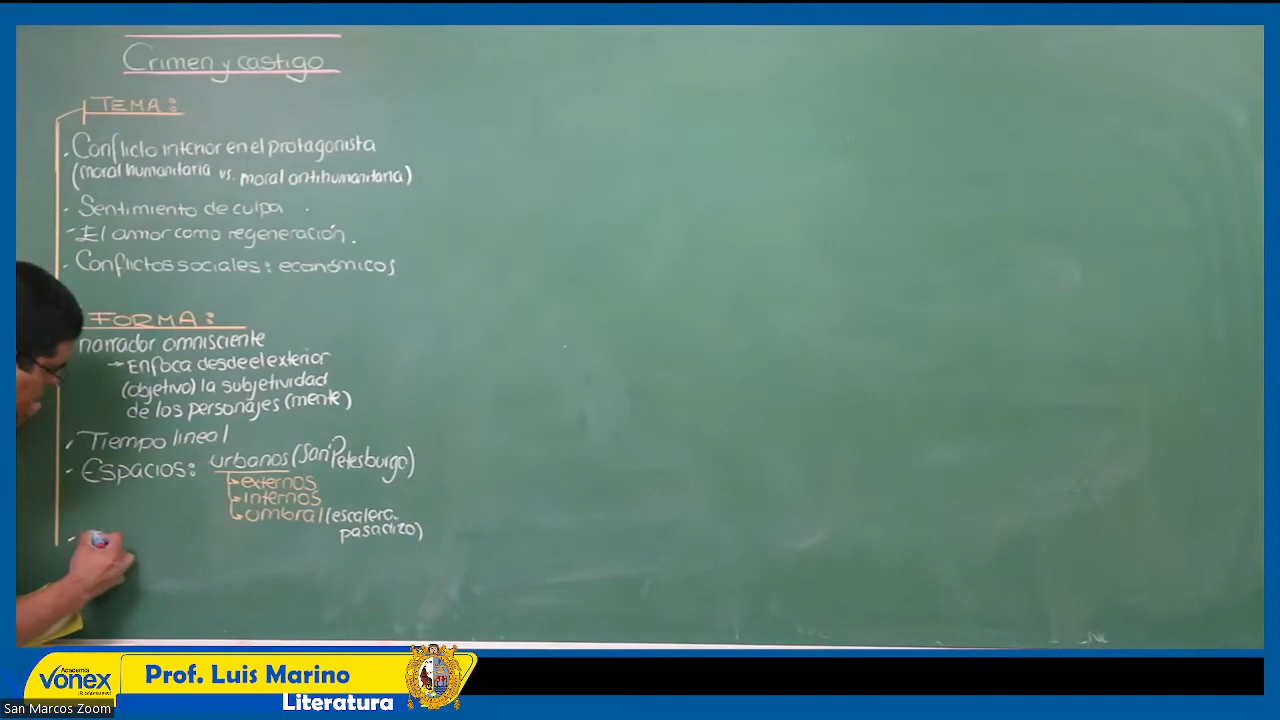 Crimen y castigo
TEMA:
. Conflicto interior en el protagonista
(moral humanitaria vs. moral antihumanitaria)
- Sentimiento de culpa .
- El amor como regeneración.
- Conflictos sociales: económicos
FORMA:
narrador omnisciente
→ Enfoca desde el exterior
(objetivo) la subjetividad
de los personajes (mente)
- Tiempo lineal
- Espacios: urbanos (San Petesburgo)
→ externos
→ internos
→ umbral (escalera.
pasadizo)
-
Academia
VONEX
Prof. Luis Marino
Literatura
San Marcos Zoom